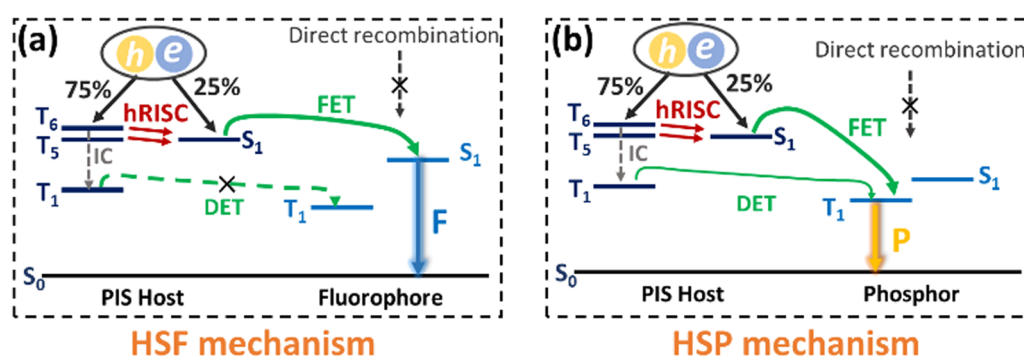 (a)
h e
Direct recombination
75% 25%
T6 hRISC FET
T5 S1
IC S1
T1 DET T1
F
S0
PIS Host Fluorophore
HSF mechanism
(b)
h e
Direct recombination
75% 25%
T6 hRISC FET
T5 S1
IC
T1 DET T1 S1
P
S0
PIS Host Phosphor
HSP mechanism